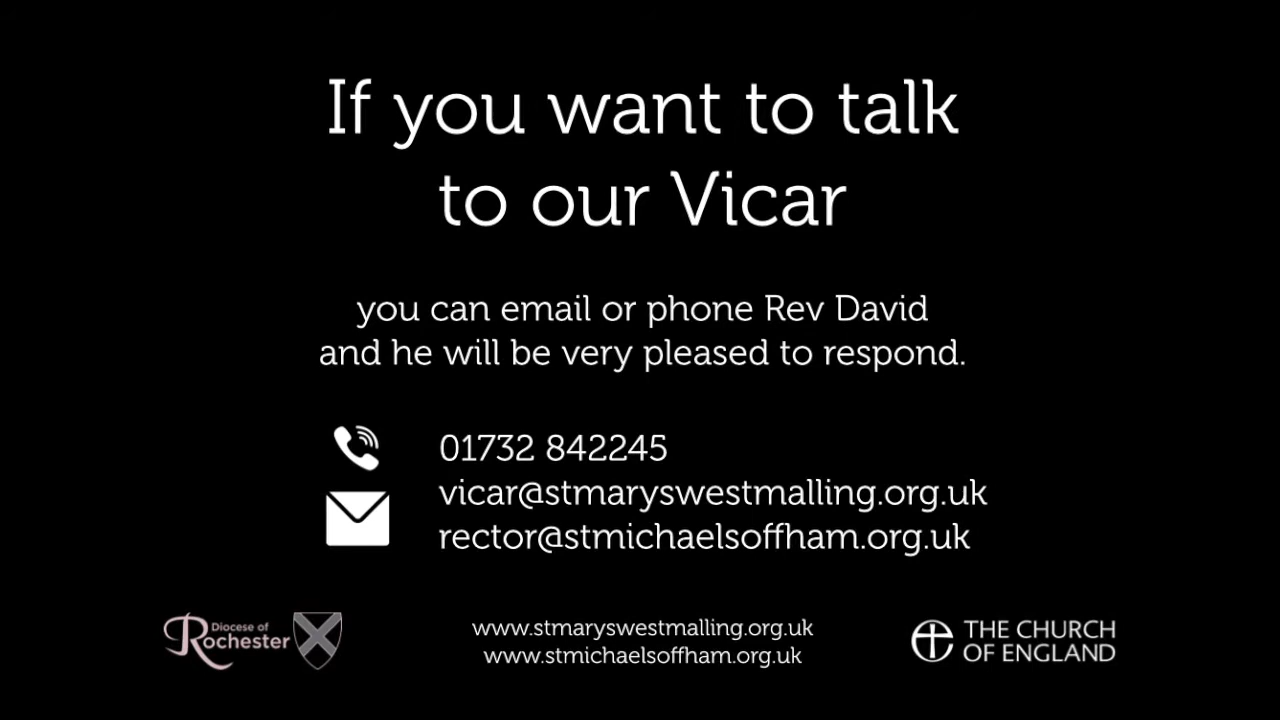 If you want to talk
to our Vicar
you can email or phone Rev David
and he will be very pleased to respond.
01732 842245
vicar@stmaryswestmalling.org.uk
rector@stmichaelsoffham.org.uk
Diocese of
Rochester
www.stmaryswestmalling.org.uk
www.stmichaelsoffham.org.uk
THE CHURCH
OF ENGLAND